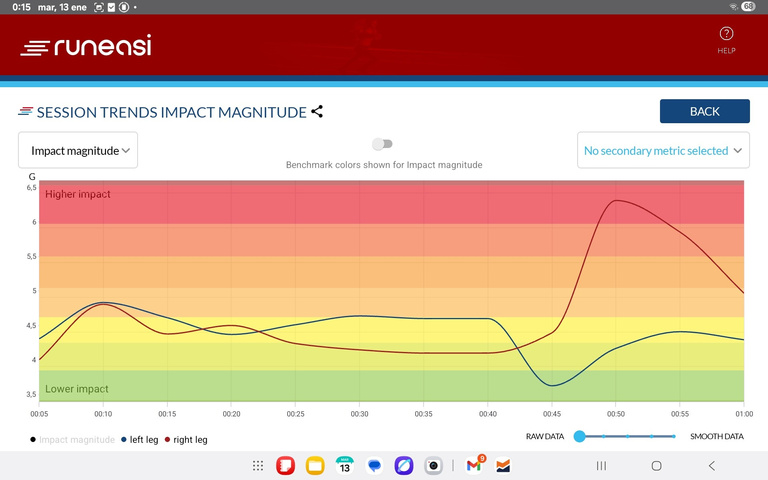 0:15 mar, 13 ene
68
runeasi
HELP
SESSION TRENDS IMPACT MAGNITUDE
BACK
Impact magnitude
Benchmark colors shown for Impact magnitude
No secondary metric selected
G
6,5
Higher impact
6
5,5
5
4,5
4
Lower impact
3,5
00:05 00:10 00:15 00:20 00:25 00:30 00:35 00:40 00:45 00:50 00:55 01:00
Impact magnitude left leg right leg
RAW DATA SMOOTH DATA
13
9